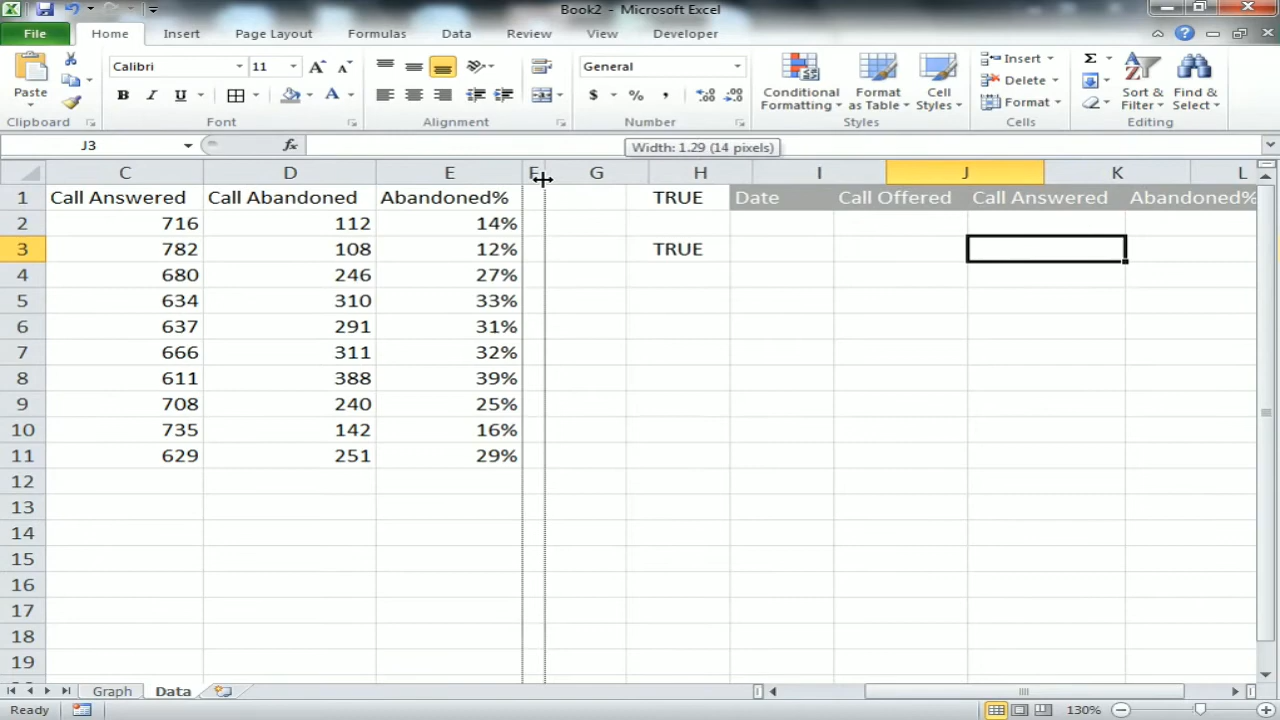 Book2 - Microsoft Excel
File Home Insert Page Layout Formulas Data Review View Developer
Calibri 11 General Insert
Paste Conditional Formatting Format as Table Cell Styles Delete Sort & Filter Find & Select
B I U $ % , Format
Clipboard Font Alignment Number Styles Cells Editing
J3 fx Width: 1.29 (14 pixels)
C D E F G H I J K L
1 Call Answered Call Abandoned Abandoned% TRUE Date Call Offered Call Answered Abandoned%
2 716 112 14%
3 782 108 12% TRUE
4 680 246 27%
5 634 310 33%
6 637 291 31%
7 666 311 32%
8 611 388 39%
9 708 240 25%
10 735 142 16%
11 629 251 29%
12
13
14
15
16
17
18
19
Graph Data
Ready 130%